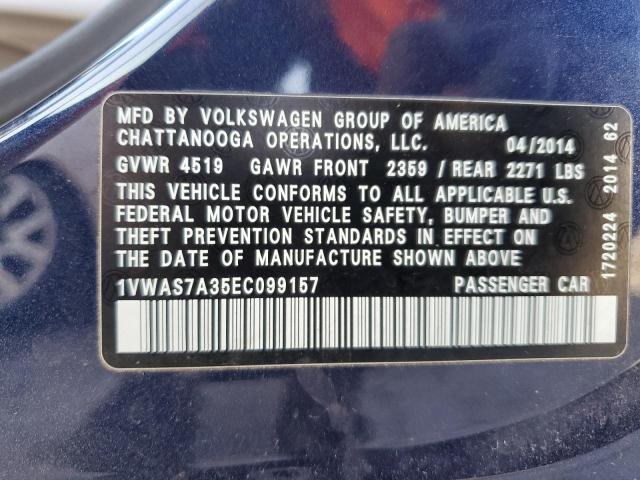 MFD BY VOLKSWAGEN GROUP OF AMERICA
CHATTANOOGA OPERATIONS, LLC. 04/2014
GVWR 4519 GAWR FRONT 2359 / REAR 2271 LBS
THIS VEHICLE CONFORMS TO ALL APPLICABLE U.S.
FEDERAL MOTOR VEHICLE SAFETY, BUMPER AND
THEFT PREVENTION STANDARDS IN EFFECT ON
THE DATE OF MANUFACTURE SHOWN ABOVE
1VWAS7A35EC099157 PASSENGER CAR
1720224 2014 62